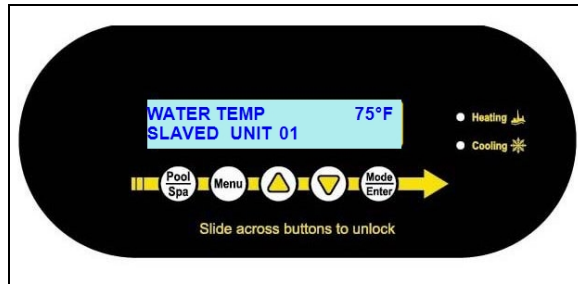 WATER TEMP 75°F
SLAVED UNIT 01
Heating
Cooling
Pool
Spa
Menu
Mode
Enter
Slide across buttons to unlock